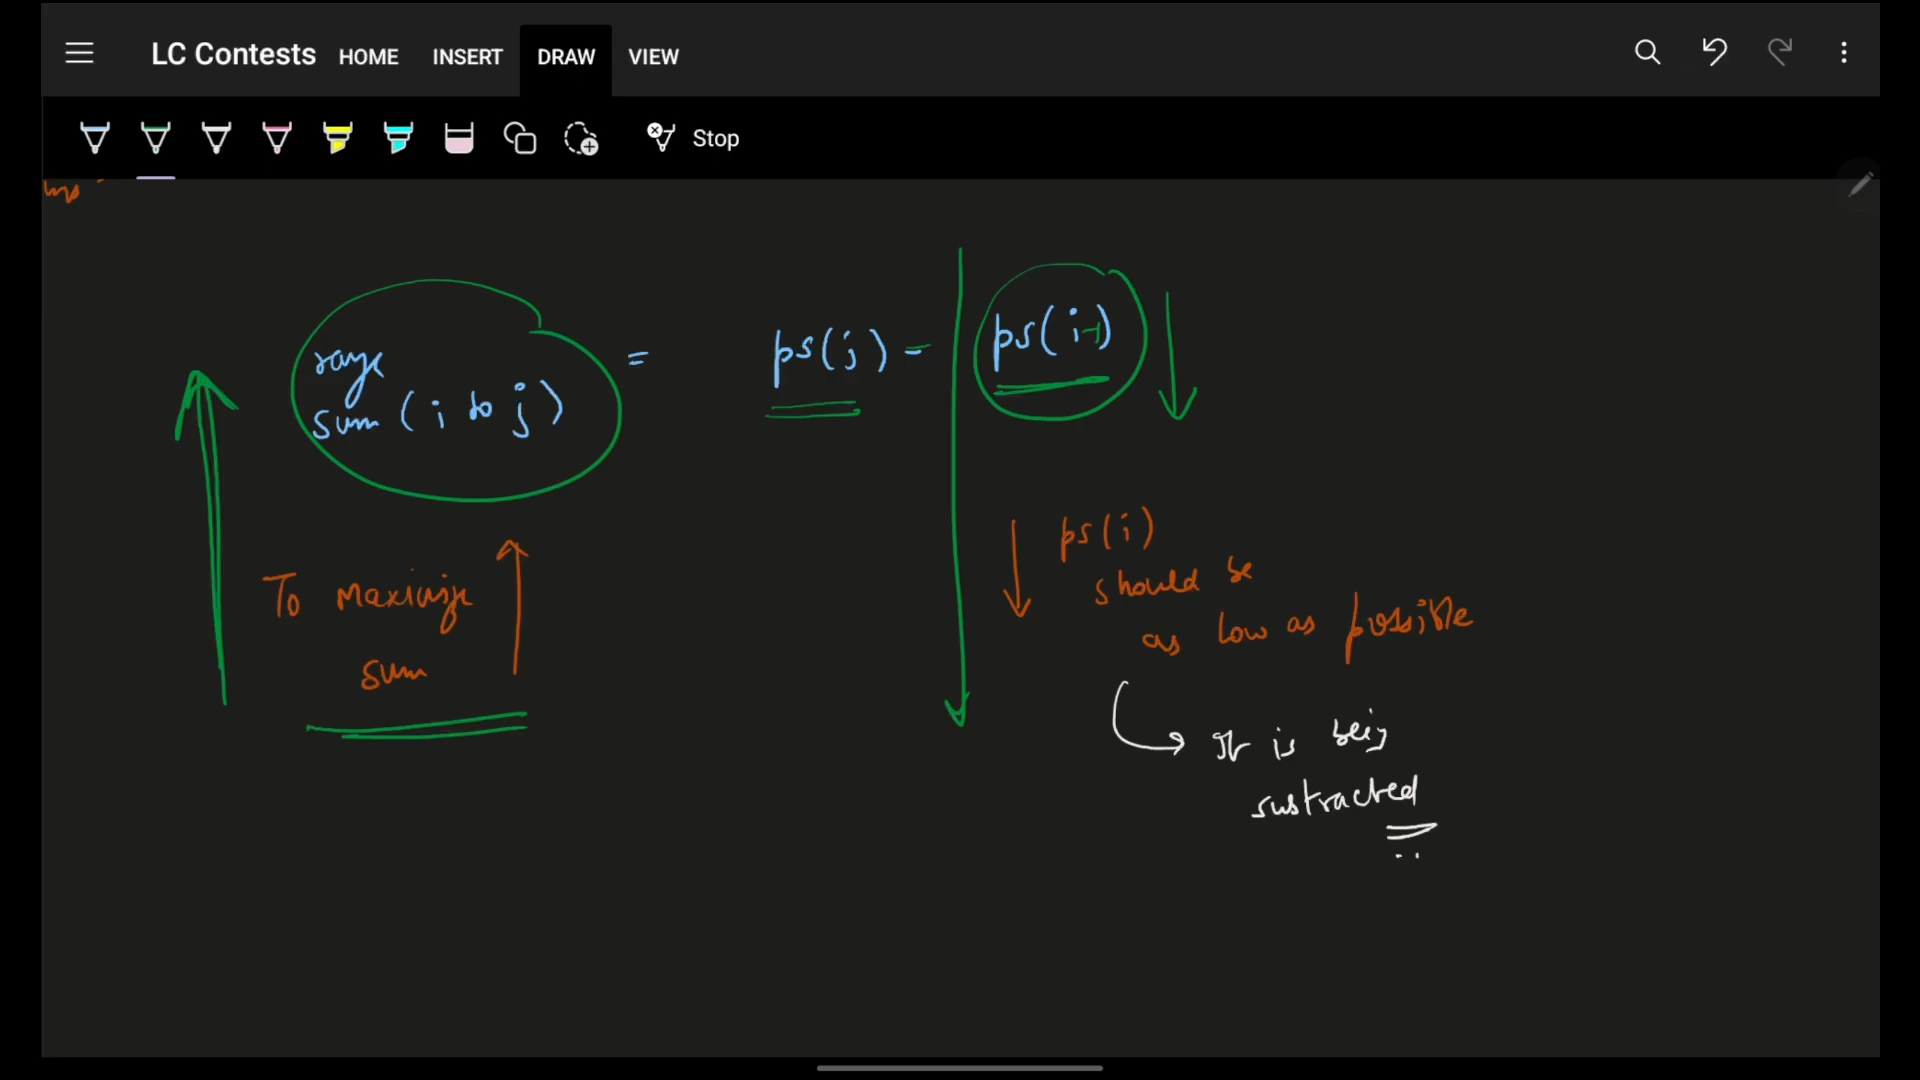 LC Contests HOME INSERT DRAW VIEW
Stop
range
sum ( i to j )
=
ps(j) -
ps(i-1)
To maximize
sum
ps(i)
should be
as low as possible
It is being
sustracted